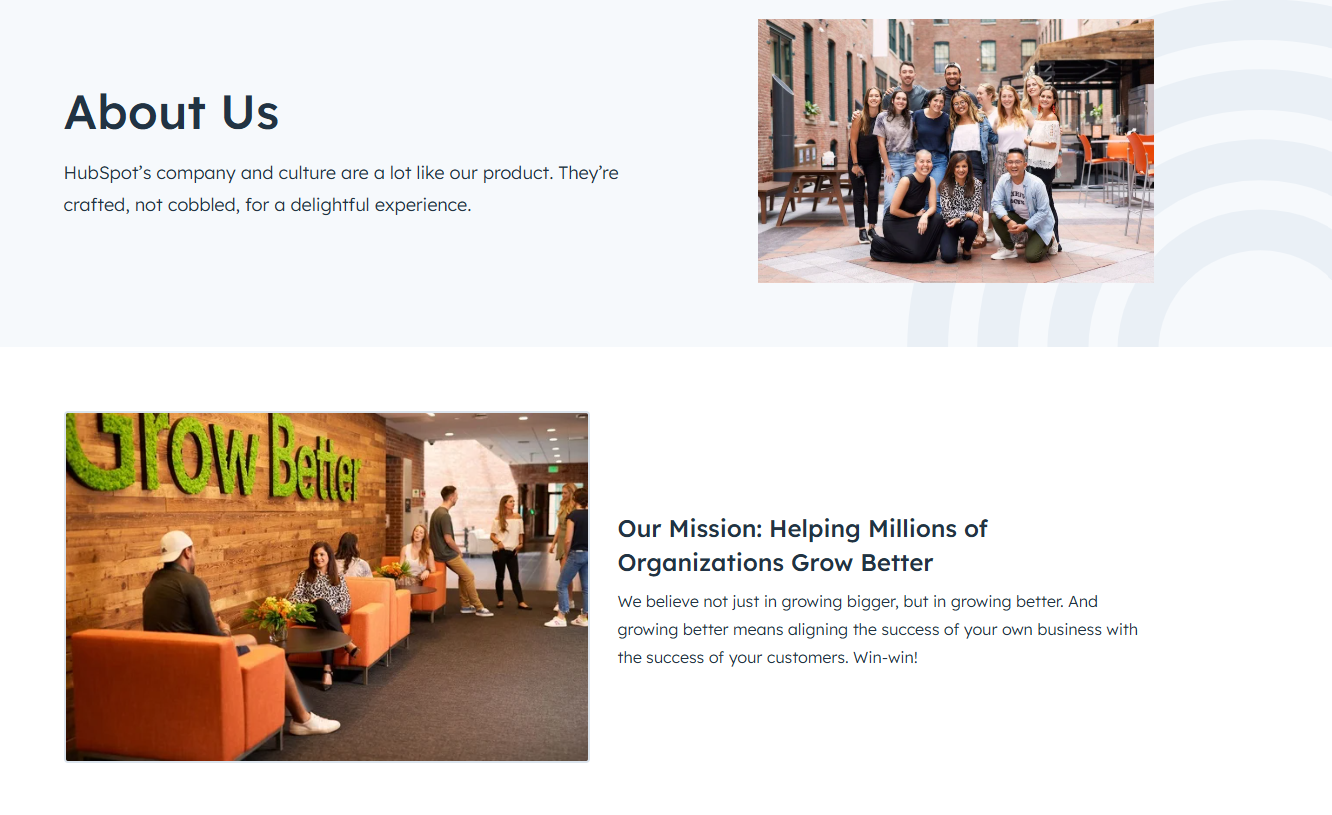 About Us
HubSpot’s company and culture are a lot like our product. They’re
crafted, not cobbled, for a delightful experience.
Grow Better
Our Mission: Helping Millions of
Organizations Grow Better
We believe not just in growing bigger, but in growing better. And
growing better means aligning the success of your own business with
the success of your customers. Win-win!